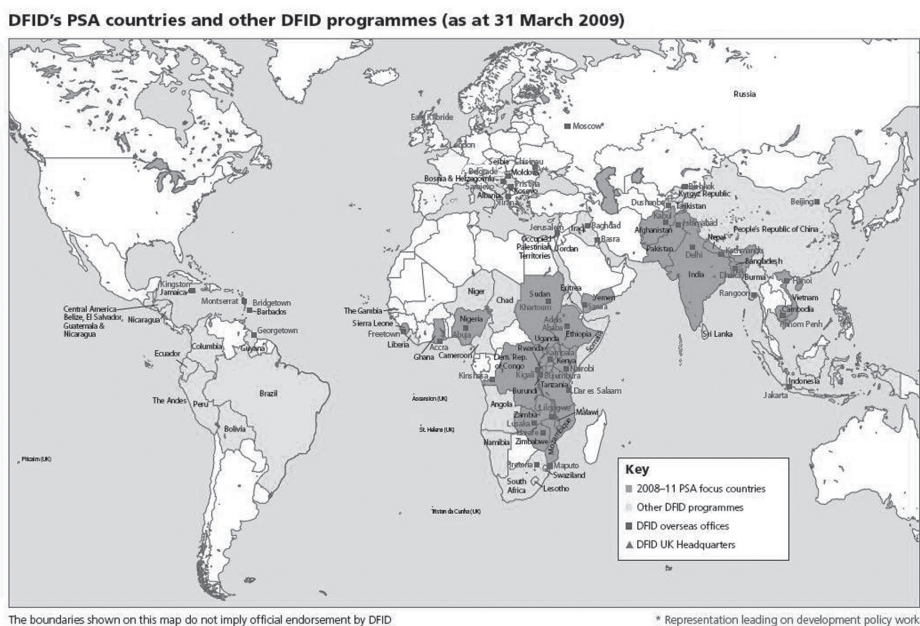 DFID's PSA countries and other DFID programmes (as at 31 March 2009)
Russia
East Kilbride
Moscow*
London
Serbia
Chisinau
Belgrade
Moldova
Bosnia & Herzegovina
Sarajevo
Pristina
Kosovo
Albania
Tirana
Bishkek
Kyrgyz Republic
Dushanbe
Tajikistan
Beijing
Kabul
Islamabad
Jerusalem
Iraq
Baghdad
Afghanistan
People's Republic of China
Occupied
Palestinian
Territories
Jordan
Basra
Pakistan
Nepal
Kathmandu
Delhi
Bangladesh
Dhaka
India
Burma
Hanoi
Kingston
Jamaica
Montserrat
Bridgetown
Barbados
Niger
Chad
Sudan
Khartoum
Eritrea
Yemen
Sanaa
Rangoon
Vietnam
Cambodia
Phnom Penh
Central America
Belize, El Salvador,
Guatemala &
Nicaragua
Nicaragua
Georgetown
The Gambia
Sierra Leone
Freetown
Liberia
Nigeria
Abuja
Accra
Ghana
Cameroon
Addis
Ababa
Ethiopia
Somalia
Sri Lanka
Colombia
Guyana
Ecuador
Uganda
Kampala
Rwanda
Kenya
Dem. Rep.
of Congo
Nairobi
Kigali
Bujumbura
Kinshasa
Tanzania
Burundi
Dar es Salaam
Indonesia
Jakarta
The Andes
Peru
Brazil
Ascension (UK)
Angola
Lilongwe
Malawi
Zambia
Lusaka
Bolivia
St. Helena (UK)
Harare
Namibia
Zimbabwe
Mozambique
Pitcairn (UK)
Pretoria
Maputo
Swaziland
South
Africa
Lesotho
Tristan da Cunha (UK)
Key
2008–11 PSA focus countries
Other DFID programmes
DFID overseas offices
DFID UK Headquarters
The boundaries shown on this map do not imply official endorsement by DFID
* Representation leading on development policy work